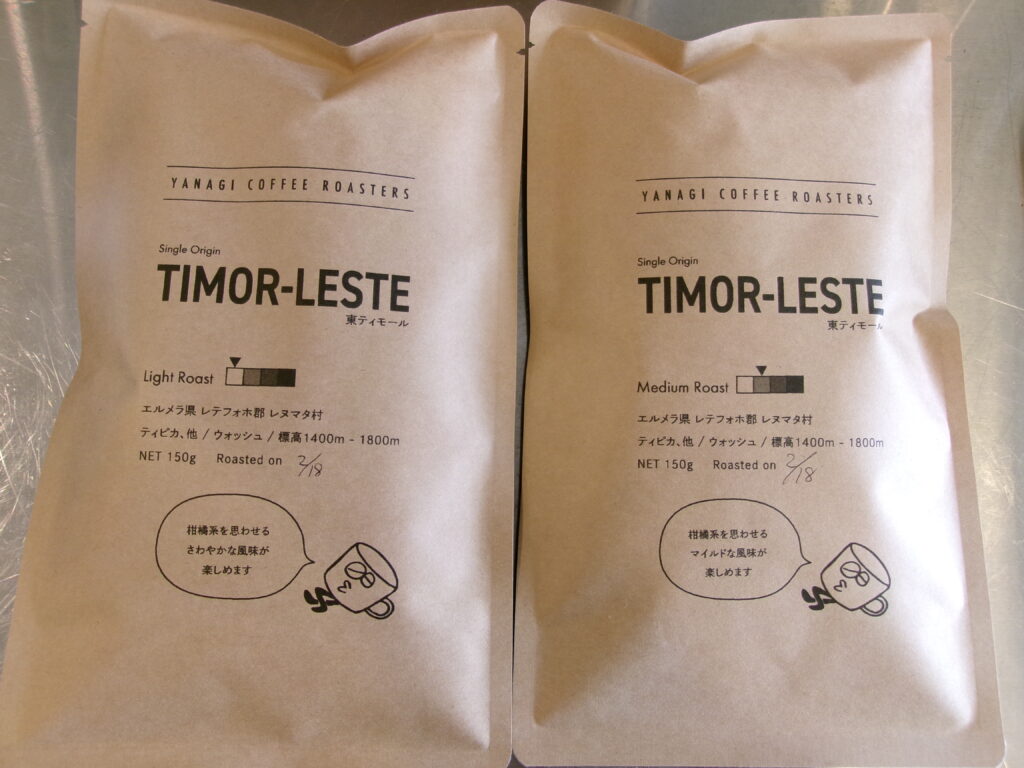 YANAGI COFFEE ROASTERS
Single Origin
TIMOR-LESTE
東ティモール
Light Roast
エルメラ県 レテフォホ郡 レヌマタ村
ティピカ、他 / ウォッシュ / 標高1400m - 1800m
NET 150g Roasted on 2/18
柑橘系を思わせる
さわやかな風味が
楽しめます
YANAGI COFFEE ROASTERS
Single Origin
TIMOR-LESTE
東ティモール
Medium Roast
エルメラ県 レテフォホ郡 レヌマタ村
ティピカ、他 / ウォッシュ / 標高1400m - 1800m
NET 150g Roasted on 2/18
柑橘系を思わせる
マイルドな風味が
楽しめます